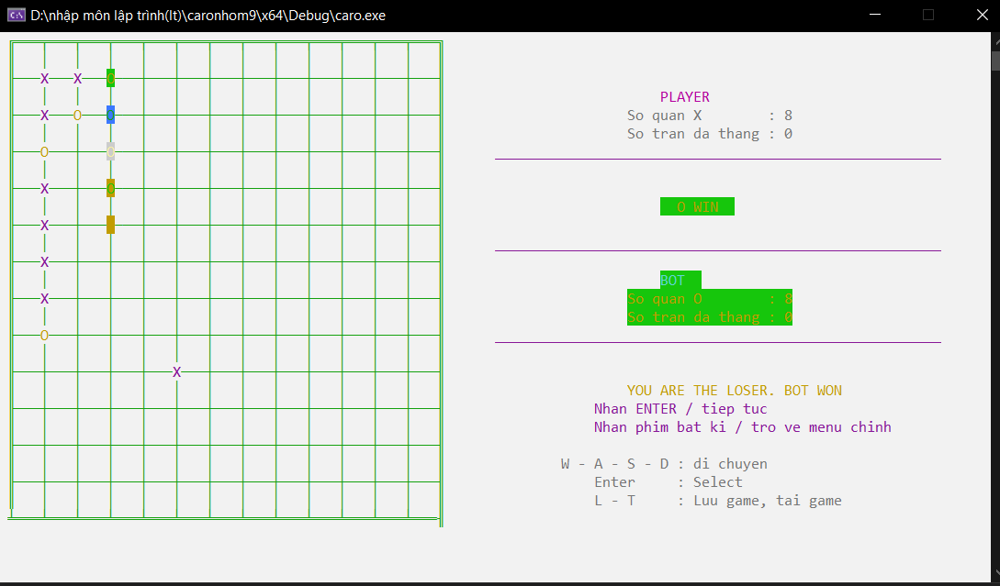 D:\nhập môn lập trình(lt)\caronhom9\x64\Debug\caro.exe
X X O
X O O
O O
X O
X
X
X
O
X
PLAYER
So quan X : 8
So tran da thang : 0
O WIN
BOT
So quan O : 8
So tran da thang : 0
YOU ARE THE LOSER. BOT WON
Nhan ENTER / tiep tuc
Nhan phim bat ki / tro ve menu chinh
W - A - S - D : di chuyen
Enter : Select
L - T : Luu game, tai game